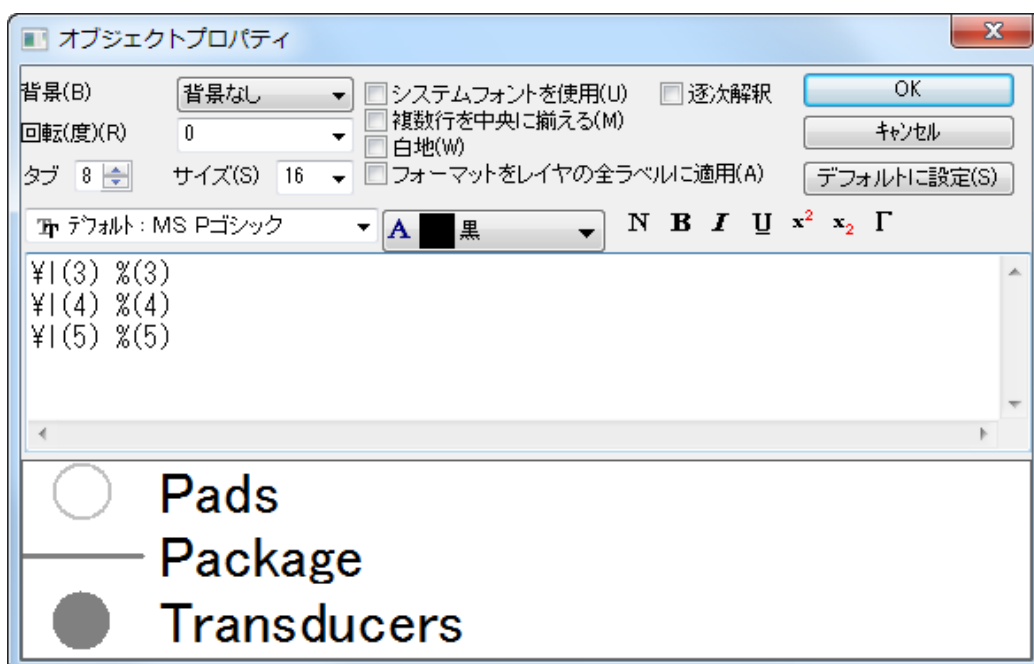 オブジェクトプロパティ
背景(B) 背景なし システムフォントを使用(U) 逐次解釈 OK
複数行を中央に揃える(M)
回転(度)(R) 0 キャンセル
白地(W)
タブ 8 サイズ(S) 16 フォーマットをレイヤの全ラベルに適用(A) デフォルトに設定(S)
デフォルト : MS Pゴシック A 黒 N B I U x² x₂ Γ
¥l(3) %(3)
¥l(4) %(4)
¥l(5) %(5)
Pads
Package
Transducers